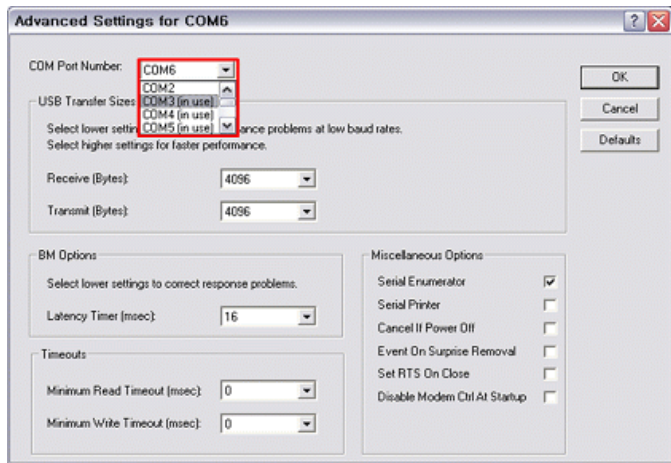 Advanced Settings for COM6
COM Port Number:
COM6
COM2
COM3 (in use)
COM4 (in use)
COM5 (in use)
OK
Cancel
Defaults
USB Transfer Sizes
Select lower settin ance problems at low baud rates.
Select higher settings for faster performance.
Receive (Bytes):
4096
Transmit (Bytes):
4096
BM Options
Select lower settings to correct response problems.
Latency Timer (msec):
16
Timeouts
Minimum Read Timeout (msec):
0
Minimum Write Timeout (msec):
0
Miscellaneous Options
Serial Enumerator
Serial Printer
Cancel If Power Off
Event On Surprise Removal
Set RTS On Close
Disable Modem Ctrl At Startup